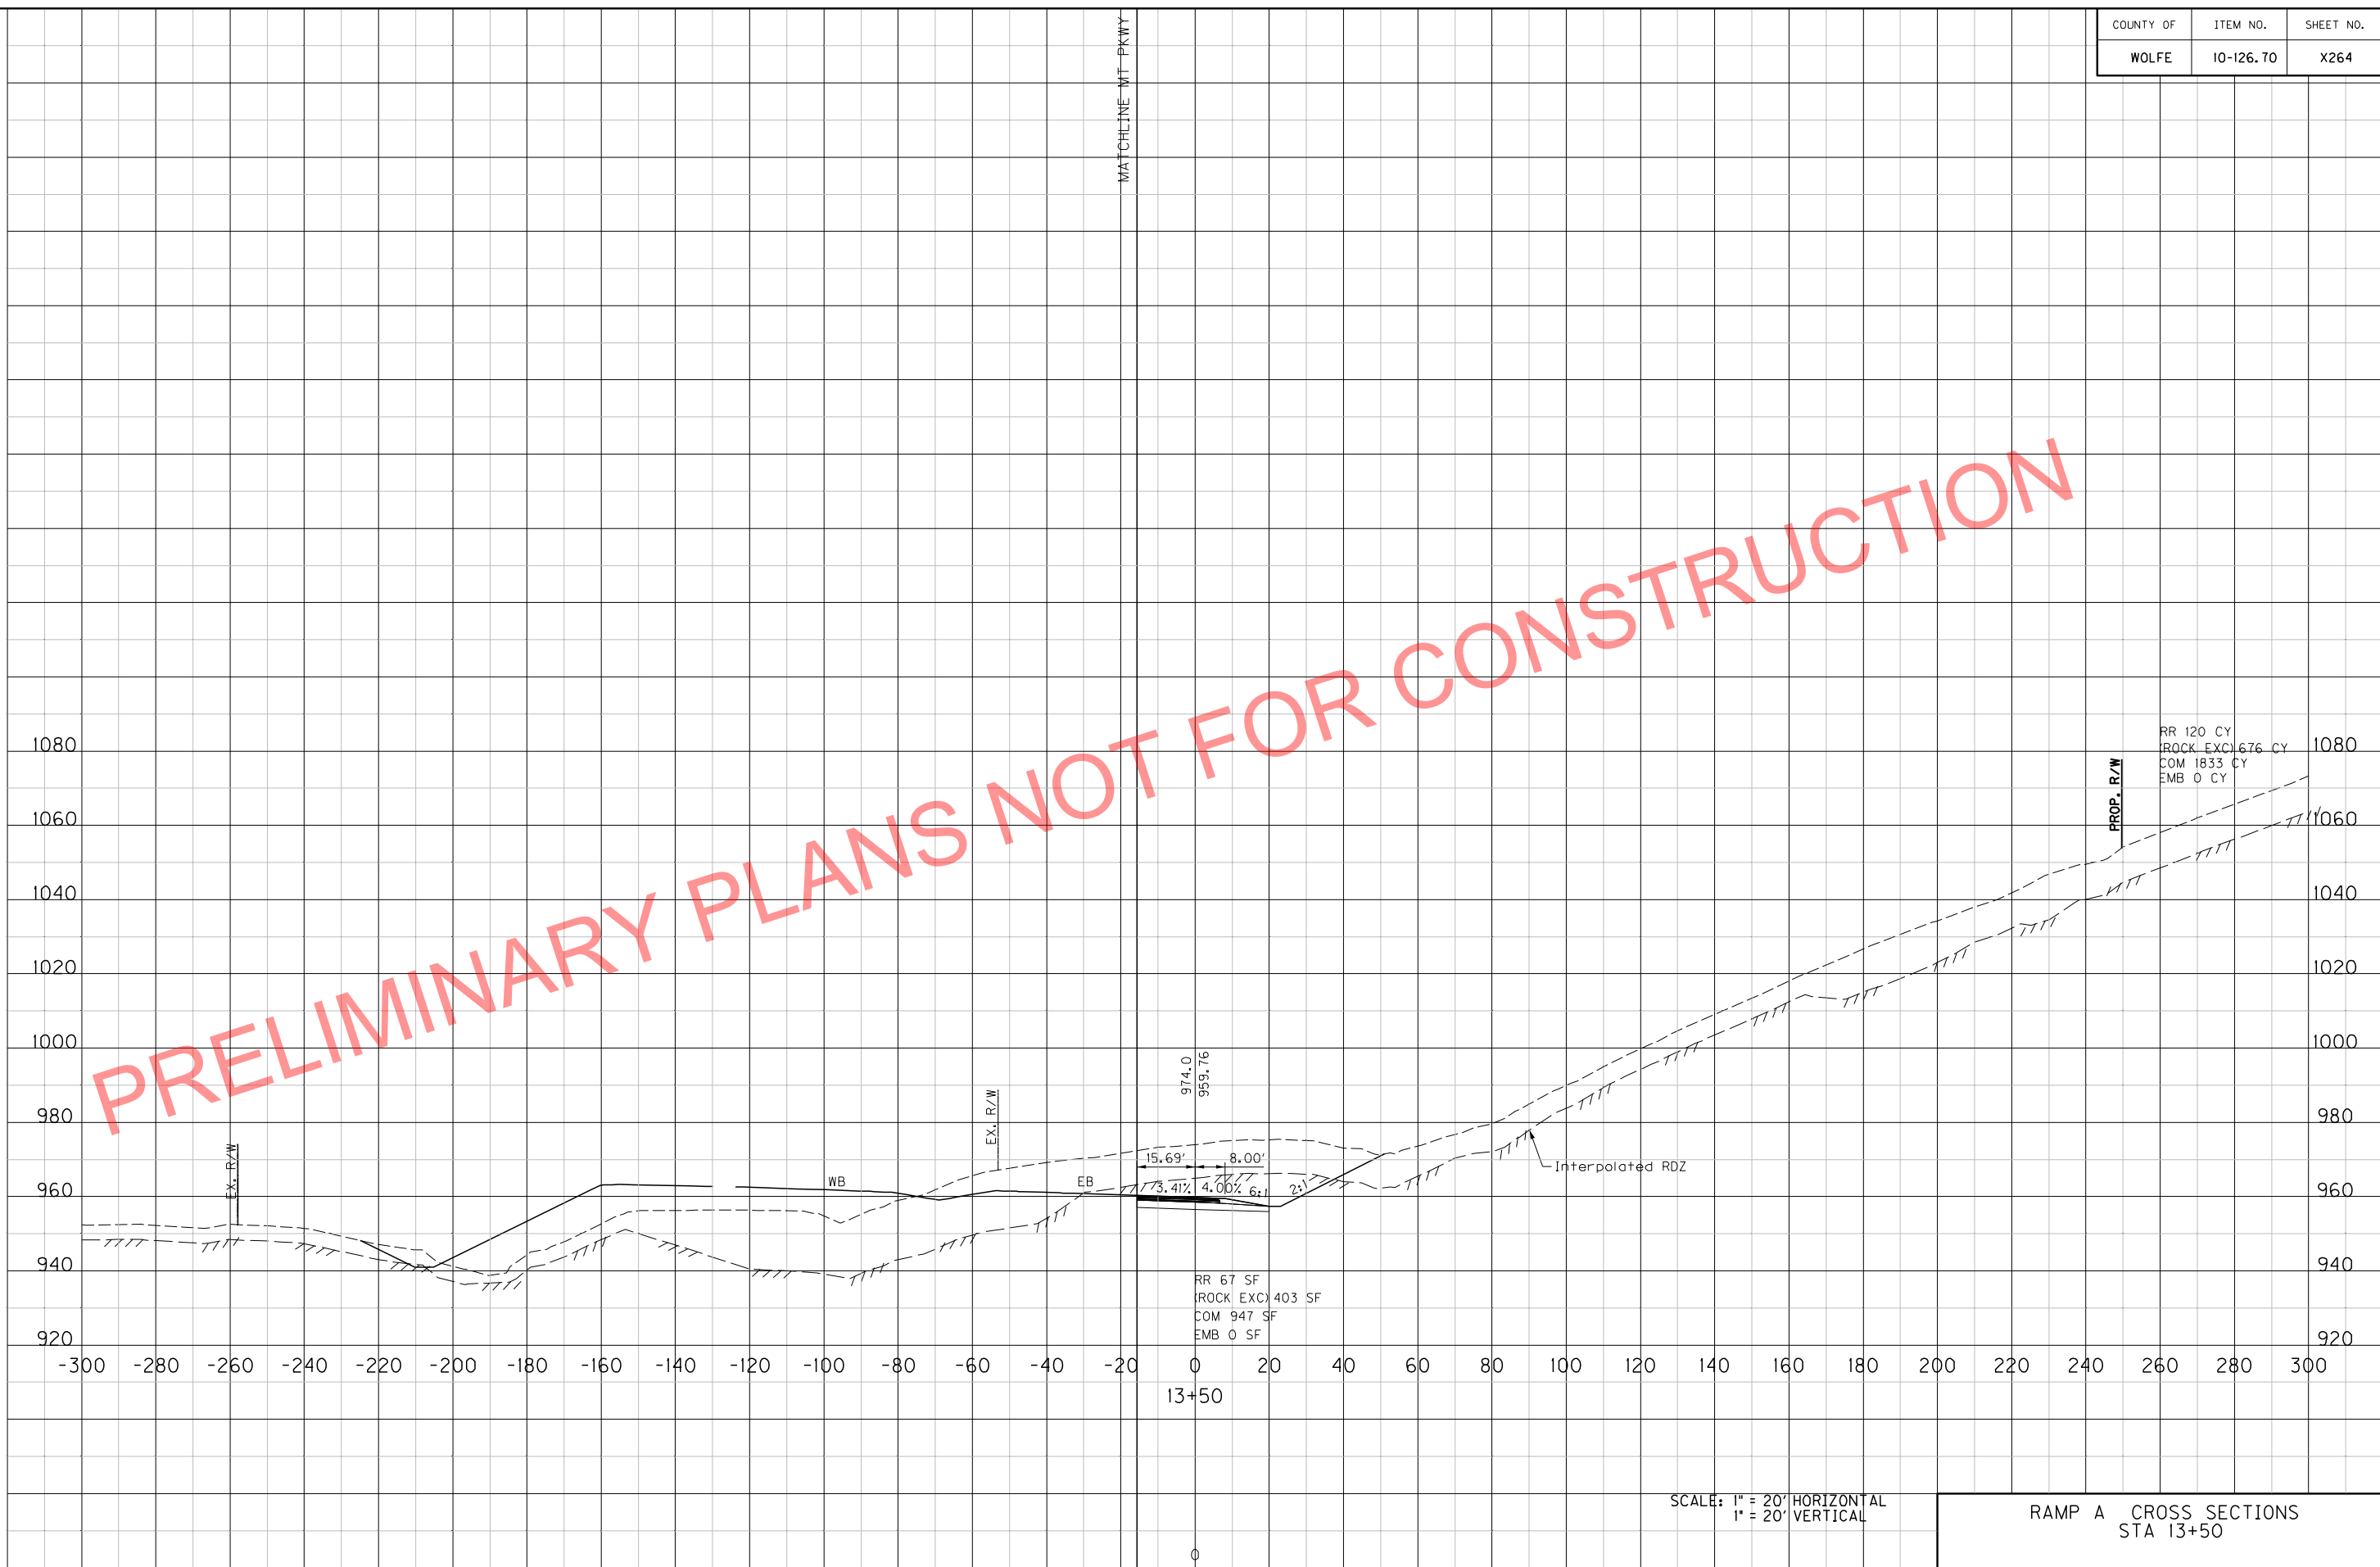 COUNTY OF ITEM NO. SHEET NO.
WOLFE 10-126.70 X264
MATCHLINE MT PKWY
PRELIMINARY PLANS NOT FOR CONSTRUCTION
RR 120 CY
(ROCK EXC) 676 CY
COM 1833 CY
EMB 0 CY
PROP. R/W
1080 1080
1060 1060
1040 1040
1020 1020
1000 1000
980 980
960 960
940 940
920 920
974.0
959.76
EX. R/W
EX. R/W
15.69' 8.00'
WB
EB
3.41% 4.00% 6:1 2:1
Interpolated RDZ
RR 67 SF
(ROCK EXC) 403 SF
COM 947 SF
EMB 0 SF
-300 -280 -260 -240 -220 -200 -180 -160 -140 -120 -100 -80 -60 -40 -20 0 20 40 60 80 100 120 140 160 180 200 220 240 260 280 300
13+50
SCALE: 1" = 20' HORIZONTAL
1" = 20' VERTICAL
RAMP A CROSS SECTIONS
STA 13+50
0